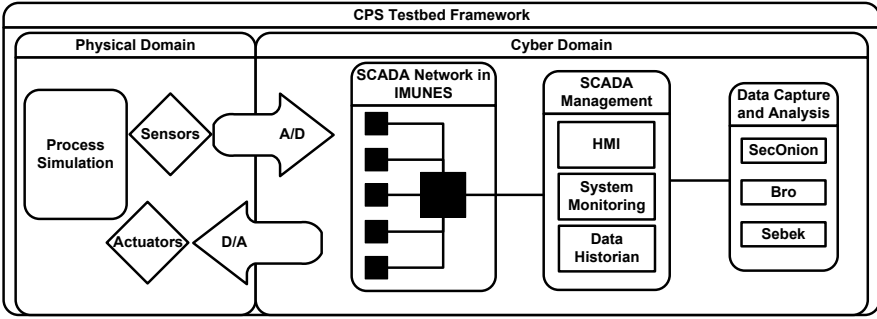 CPS Testbed Framework
Physical Domain
Cyber Domain
Process
Simulation
Sensors
Actuators
A/D
D/A
SCADA Network in
IMUNES
SCADA
Management
HMI
System
Monitoring
Data
Historian
Data Capture
and Analysis
SecOnion
Bro
Sebek